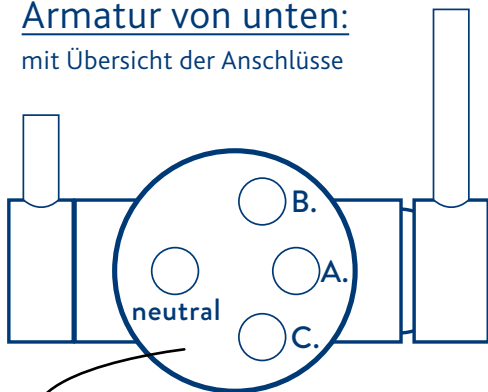 Armatur von unten:
mit Übersicht der Anschlüsse
B.
A.
neutral
C.